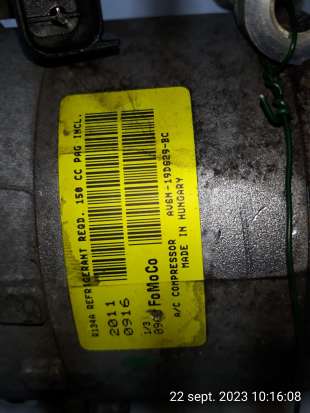 R134A REFRIGERANT REQD. 150 CC PAG INCL.
2011
0916
1/3
FoMoCo
A/C COMPRESSOR AV6N-19D629-BC
MADE IN HUNGARY
22 sept. 2023 10:16:08